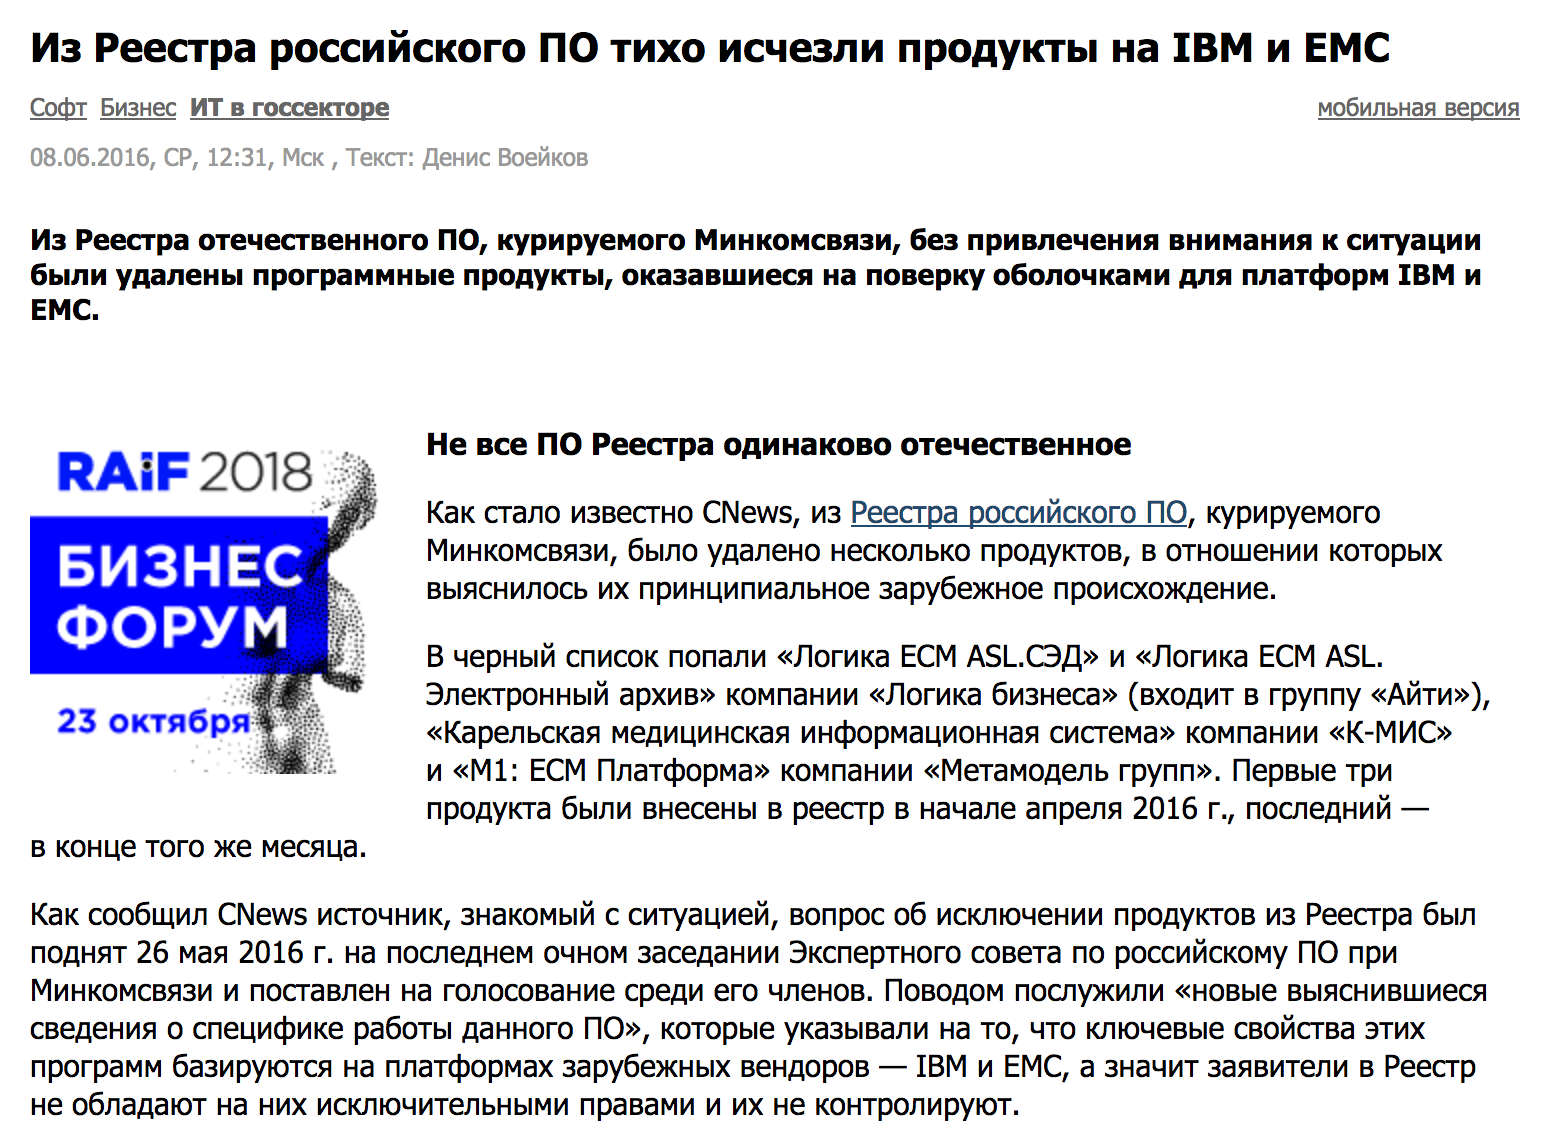 Из Реестра российского ПО тихо исчезли продукты на IBM и EMC
Софт Бизнес ИТ в госсекторе мобильная версия
08.06.2016, СР, 12:31, Мск , Текст: Денис Воейков
Из Реестра отечественного ПО, курируемого Минкомсвязи, без привлечения внимания к ситуации
были удалены программные продукты, оказавшиеся на поверку оболочками для платформ IBM и
EMC.
RAiF 2018
БИЗНЕС
ФОРУМ
23 октября
Не все ПО Реестра одинаково отечественное
Как стало известно CNews, из Реестра российского ПО, курируемого
Минкомсвязи, было удалено несколько продуктов, в отношении которых
выяснилось их принципиальное зарубежное происхождение.
В черный список попали «Логика ECM ASL.СЭД» и «Логика ECM ASL.
Электронный архив» компании «Логика бизнеса» (входит в группу «Айти»),
«Карельская медицинская информационная система» компании «К-МИС»
и «М1: ECM Платформа» компании «Метамодель групп». Первые три
продукта были внесены в реестр в начале апреля 2016 г., последний —
в конце того же месяца.
Как сообщил CNews источник, знакомый с ситуацией, вопрос об исключении продуктов из Реестра был
поднят 26 мая 2016 г. на последнем очном заседании Экспертного совета по российскому ПО при
Минкомсвязи и поставлен на голосование среди его членов. Поводом послужили «новые выяснившиеся
сведения о специфике работы данного ПО», которые указывали на то, что ключевые свойства этих
программ базируются на платформах зарубежных вендоров — IBM и EMC, а значит заявители в Реестр
не обладают на них исключительными правами и их не контролируют.